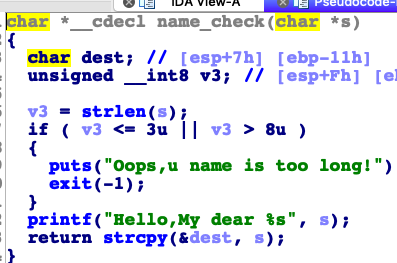 IDA View-A
Pseudocode-
char *__cdecl name_check(char *s)
{
char dest; // [esp+7h] [ebp-11h]
unsigned __int8 v3; // [esp+Fh] [eb
v3 = strlen(s);
if ( v3 <= 3u || v3 > 8u )
{
puts("Oops,u name is too long!")
exit(-1);
}
printf("Hello,My dear %s", s);
return strcpy(&dest, s);
}